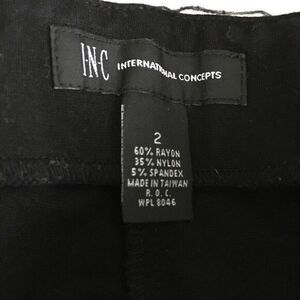 I·N·C INTERNATIONAL CONCEPTS
2
60% RAYON
35% NYLON
5% SPANDEX
MADE IN TAIWAN
R. O. C.
WPL 8046